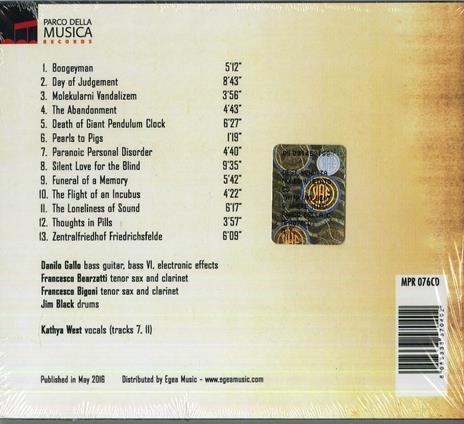 PARCO DELLA
MUSICA
RECORDS
1. Boogeyman 5'12"
2. Day of Judgement 8'43"
3. Molekularni Vandalizem 3'56"
4. The Abandonment 4'43"
5. Death of Giant Pendulum Clock 6'27"
6. Pearls to Pigs 1'19"
7. Paranoic Personal Disorder 4'40"
8. Silent Love for the Blind 9'35"
9. Funeral of a Memory 5'42"
10. The Flight of an Incubus 4'22"
11. The Loneliness of Sound 6'17"
12. Thoughts in Pills 3'57"
13. Zentralfriedhof Friedrichsfelde 6'09"
Danilo Gallo bass guitar, bass VI, electronic effects
Francesco Bearzatti tenor sax and clarinet
Francesco Bigoni tenor sax and clarinet
Jim Black drums
Kathya West vocals (tracks 7, 11)
MPR 076CD
Published in May 2016 Distributed by Egea Music – www.egeamusic.com